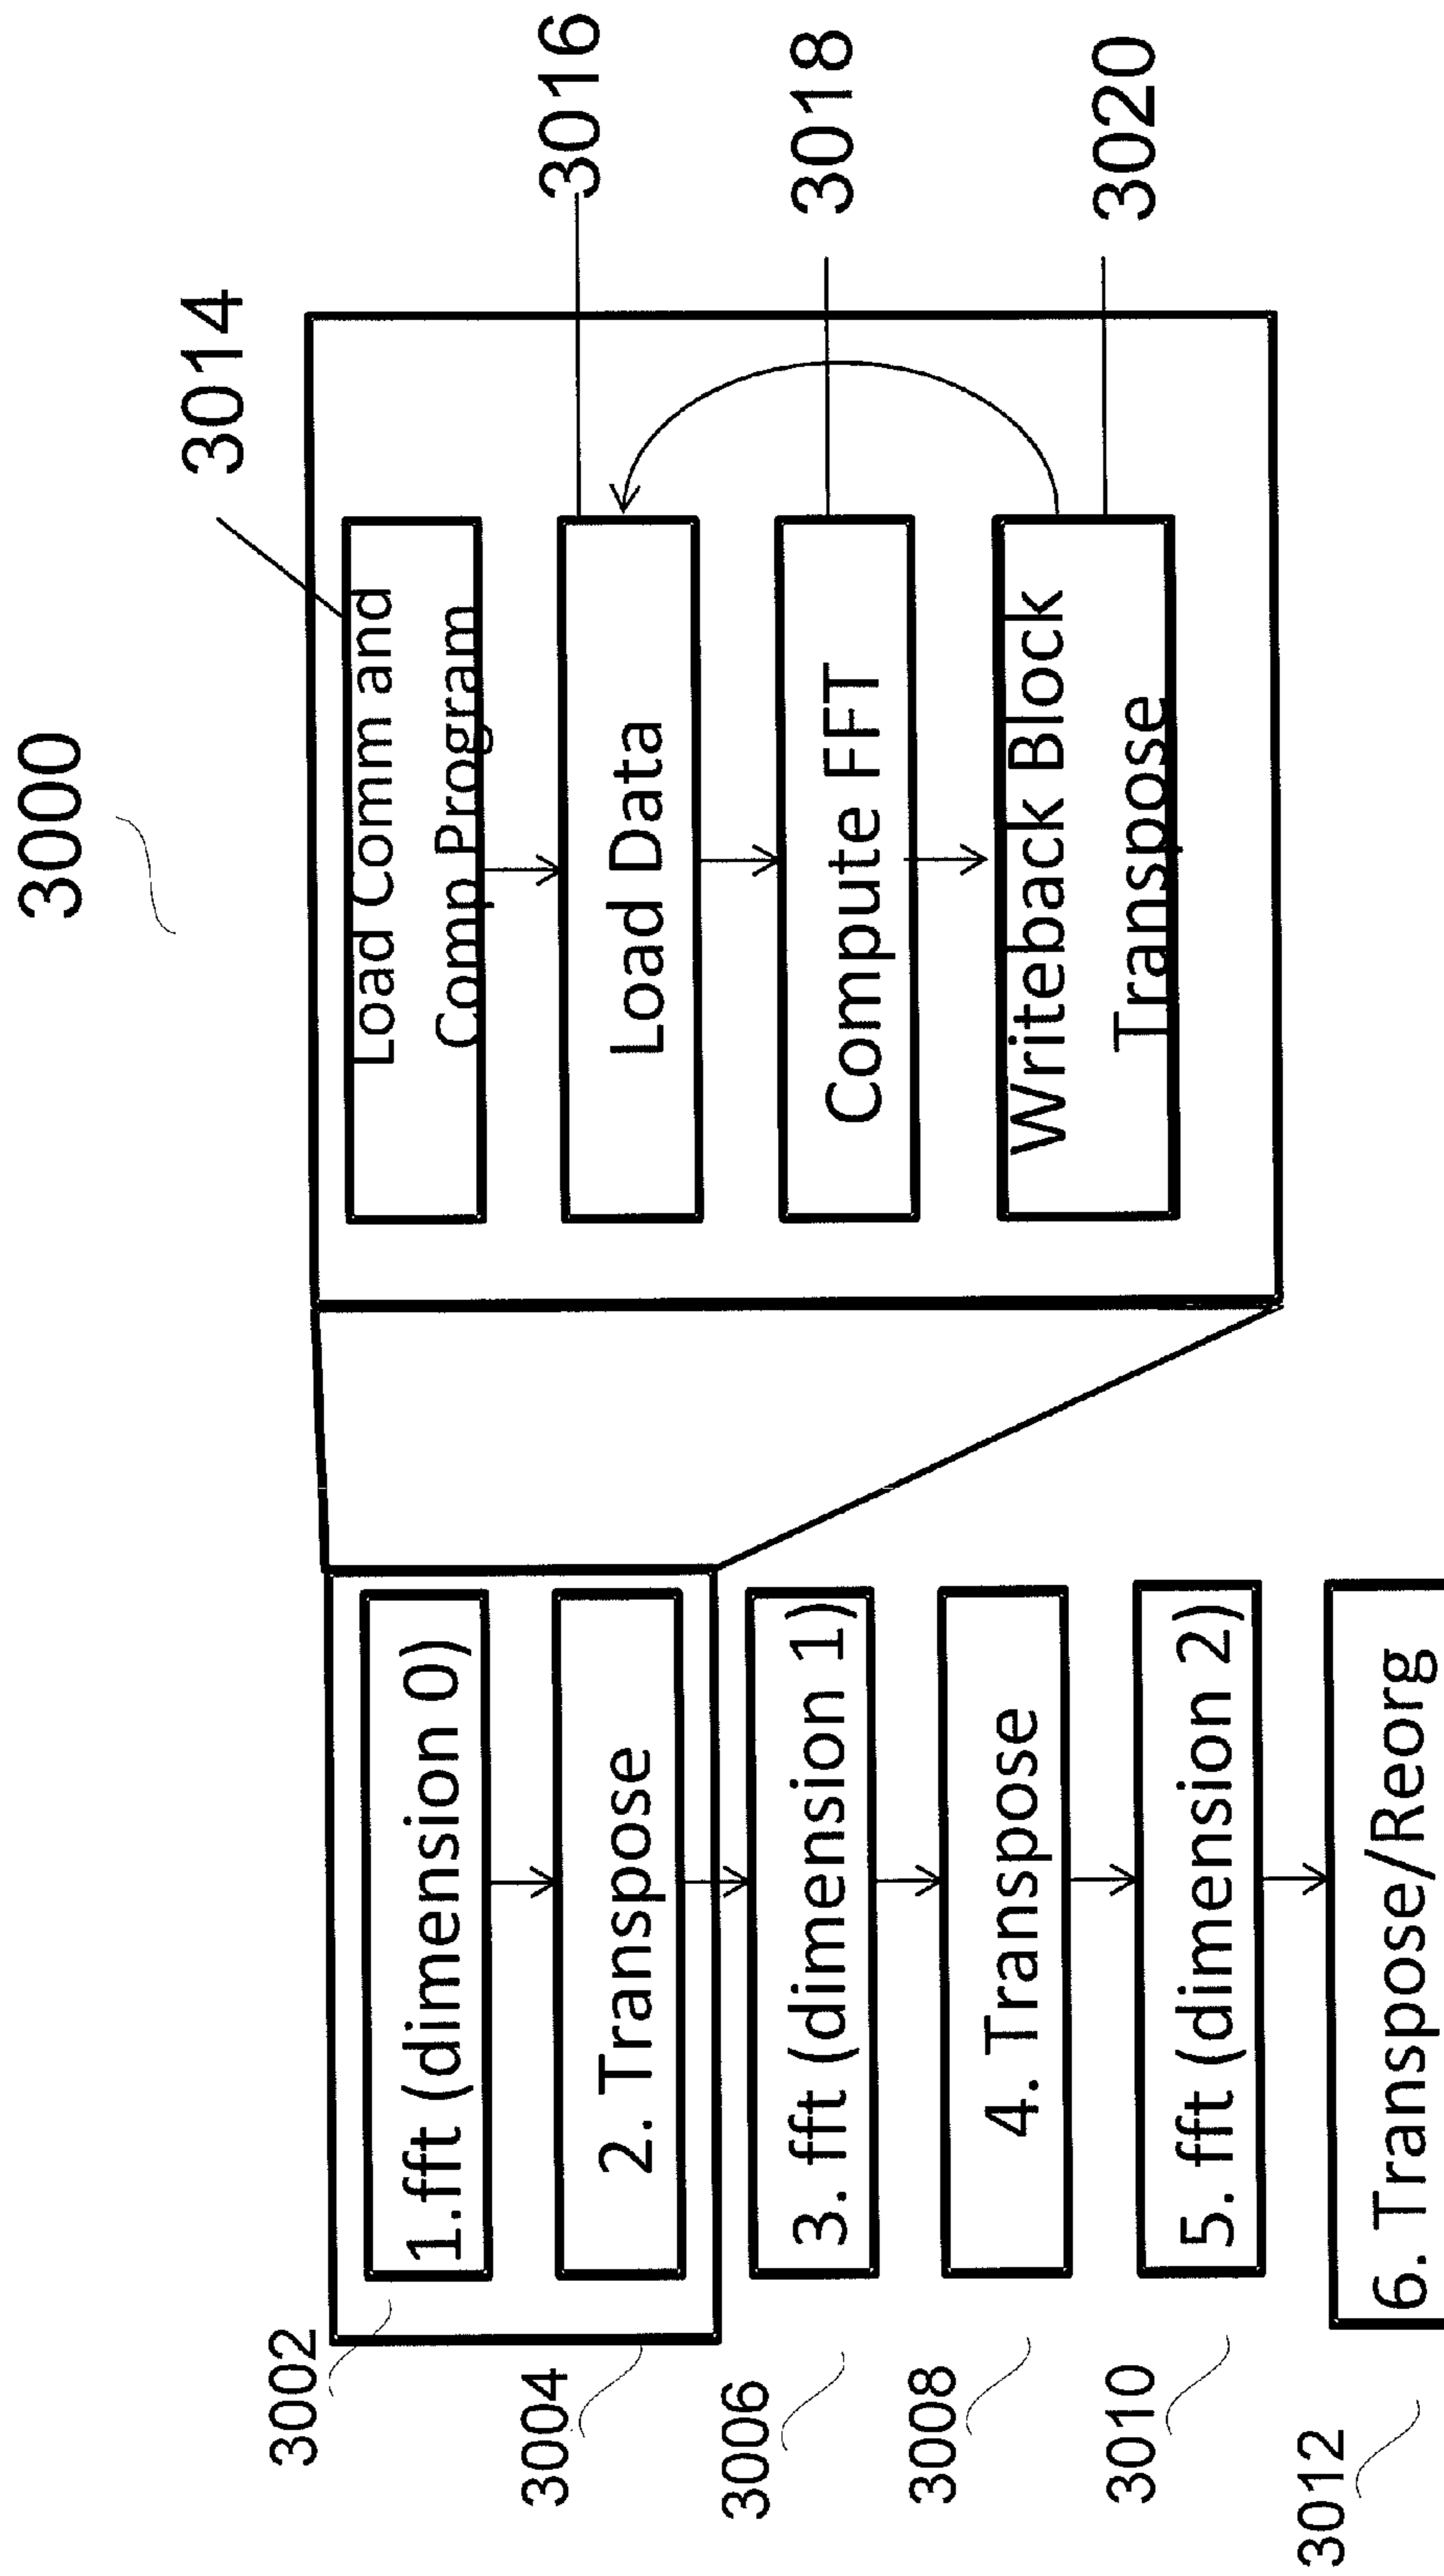 3000
3002
1.fft (dimension 0)
3004
2. Transpose
3006
3. fft (dimension 1)
3008
4. Transpose
3010
5. fft (dimension 2)
3012
6. Transpose/Reorg
3014
Load Comm and
Comp Program
3016
Load Data
3018
Compute FFT
3020
Writeback Block
Transpose